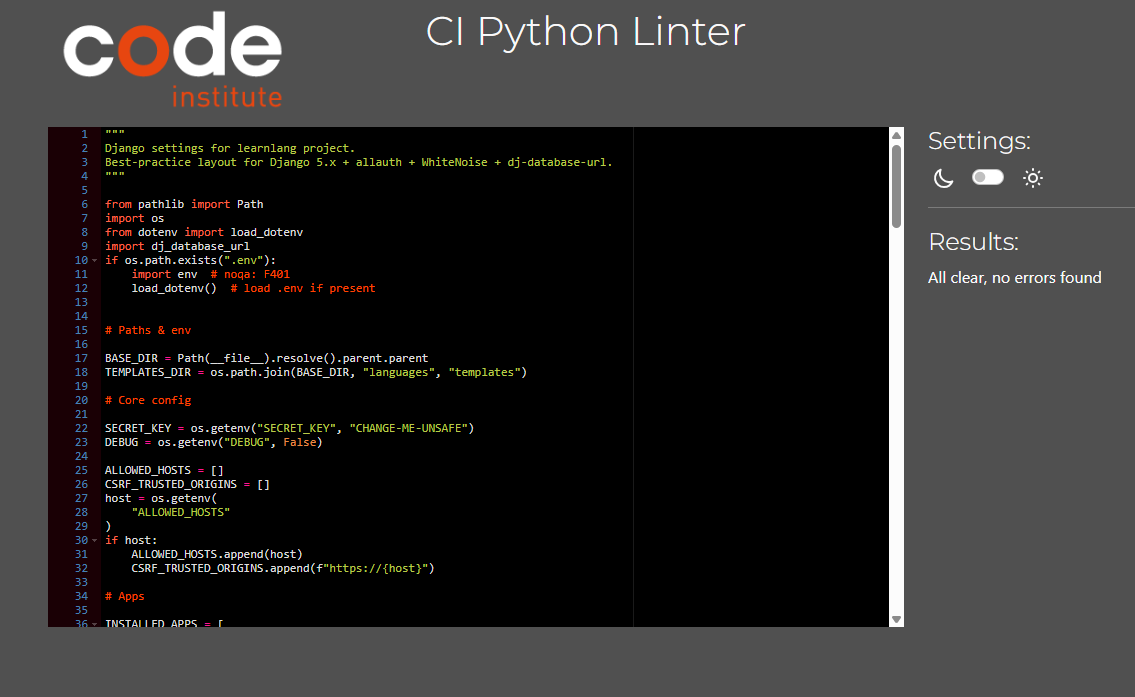 code
institute
CI Python Linter
1 """
2 Django settings for learnlang project.
3 Best-practice layout for Django 5.x + allauth + WhiteNoise + dj-database-url.
4 """
5
6 from pathlib import Path
7 import os
8 from dotenv import load_dotenv
9 import dj_database_url
10 if os.path.exists(".env"):
11     import env  # noqa: F401
12     load_dotenv()  # load .env if present
13
14
15 # Paths & env
16
17 BASE_DIR = Path(__file__).resolve().parent.parent
18 TEMPLATES_DIR = os.path.join(BASE_DIR, "languages", "templates")
19
20 # Core config
21
22 SECRET_KEY = os.getenv("SECRET_KEY", "CHANGE-ME-UNSAFE")
23 DEBUG = os.getenv("DEBUG", False)
24
25 ALLOWED_HOSTS = []
26 CSRF_TRUSTED_ORIGINS = []
27 host = os.getenv(
28     "ALLOWED_HOSTS"
29 )
30 if host:
31     ALLOWED_HOSTS.append(host)
32     CSRF_TRUSTED_ORIGINS.append(f"https://{host}")
33
34 # Apps
35
36 INSTALLED_APPS = [
Settings:
Results:
All clear, no errors found